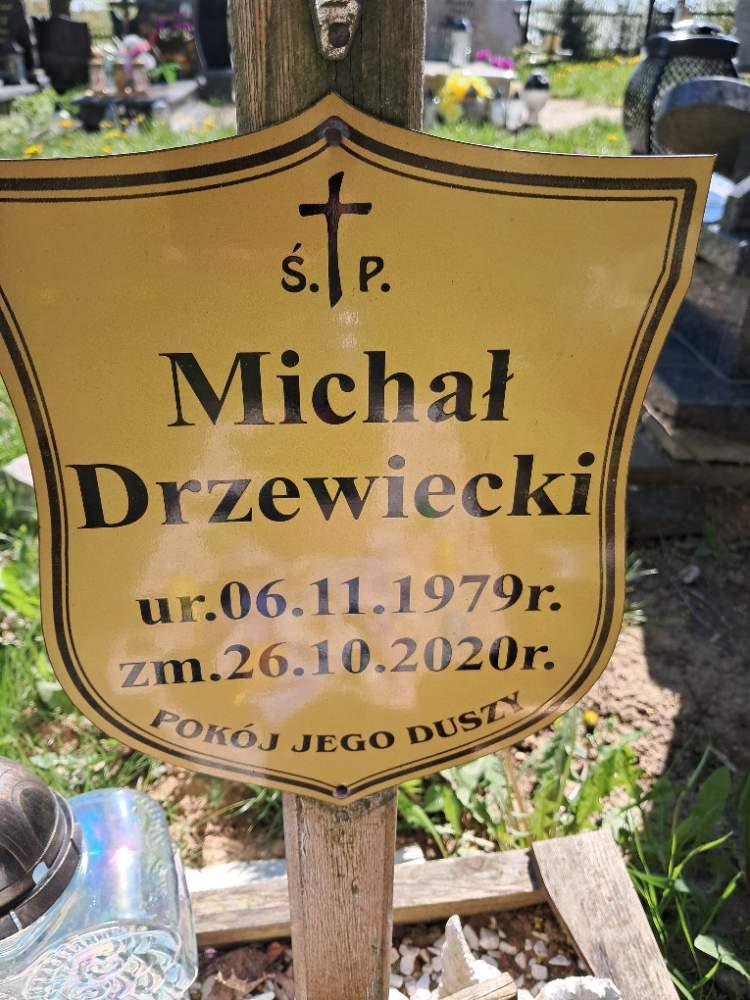 Ś. P.
Michał
Drzewiecki
ur.06.11.1979r.
zm.26.10.2020r.
POKÓJ JEGO DUSZY